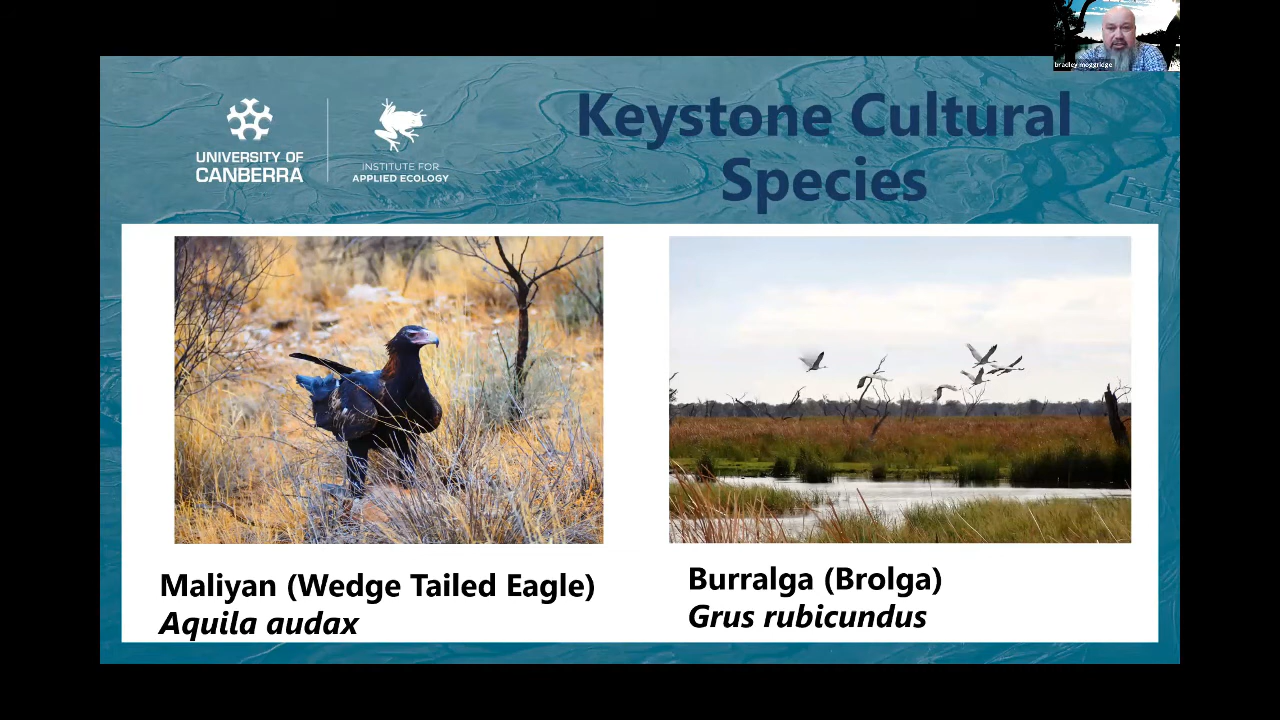 bradley moggridge
UNIVERSITY OF
CANBERRA
INSTITUTE FOR
APPLIED ECOLOGY
Keystone Cultural
Species
Maliyan (Wedge Tailed Eagle)
Aquila audax
Burralga (Brolga)
Grus rubicundus